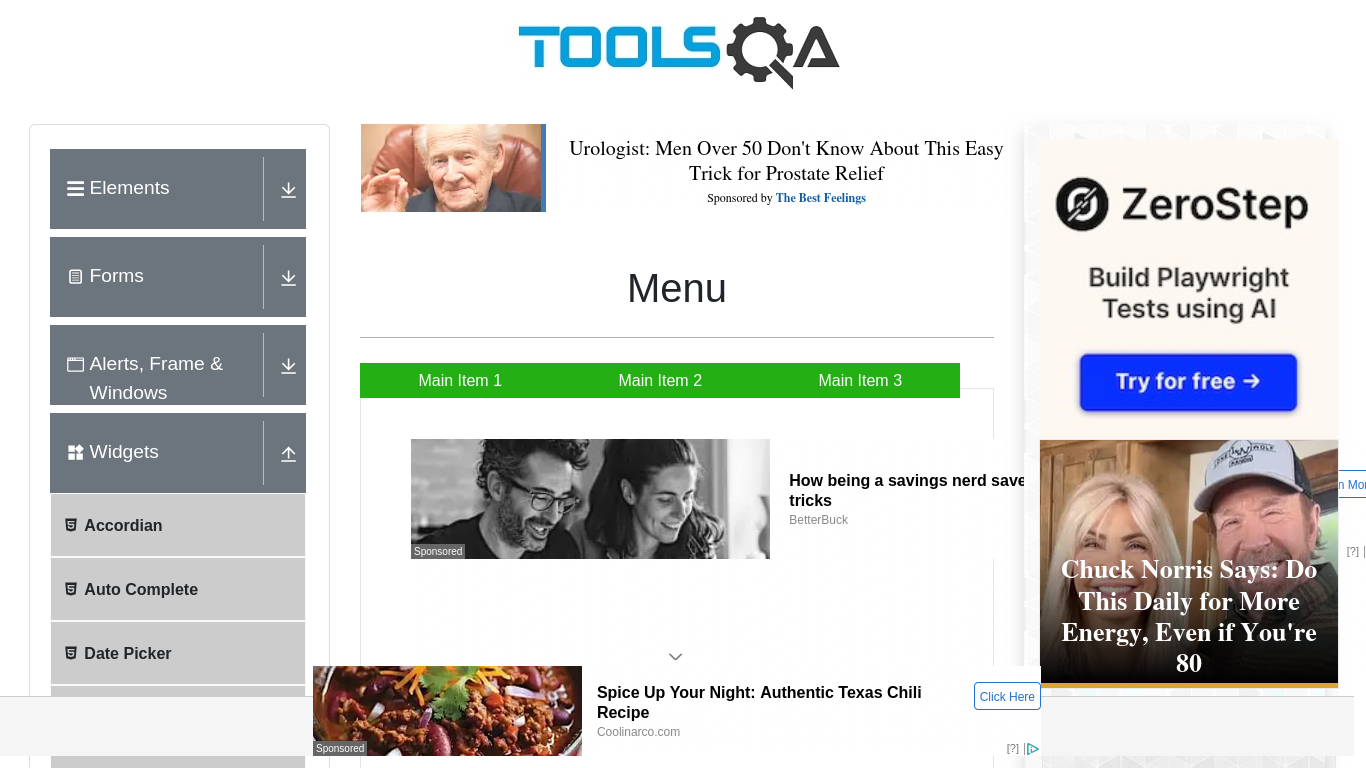 TOOLSQA
Elements
Forms
Alerts, Frame &
Windows
Widgets
Accordian
Auto Complete
Date Picker
Urologist: Men Over 50 Don't Know About This Easy
Trick for Prostate Relief
Sponsored by The Best Feelings
Menu
Main Item 1
Main Item 2
Main Item 3
Sponsored
How being a savings nerd save
tricks
BetterBuck
Sponsored
Spice Up Your Night: Authentic Texas Chili
Recipe
Coolinarco.com
Click Here
[?]
ZeroStep
Build Playwright
Tests using AI
Try for free →
Chuck Norris Says: Do
This Daily for More
Energy, Even if You're
80
[?]